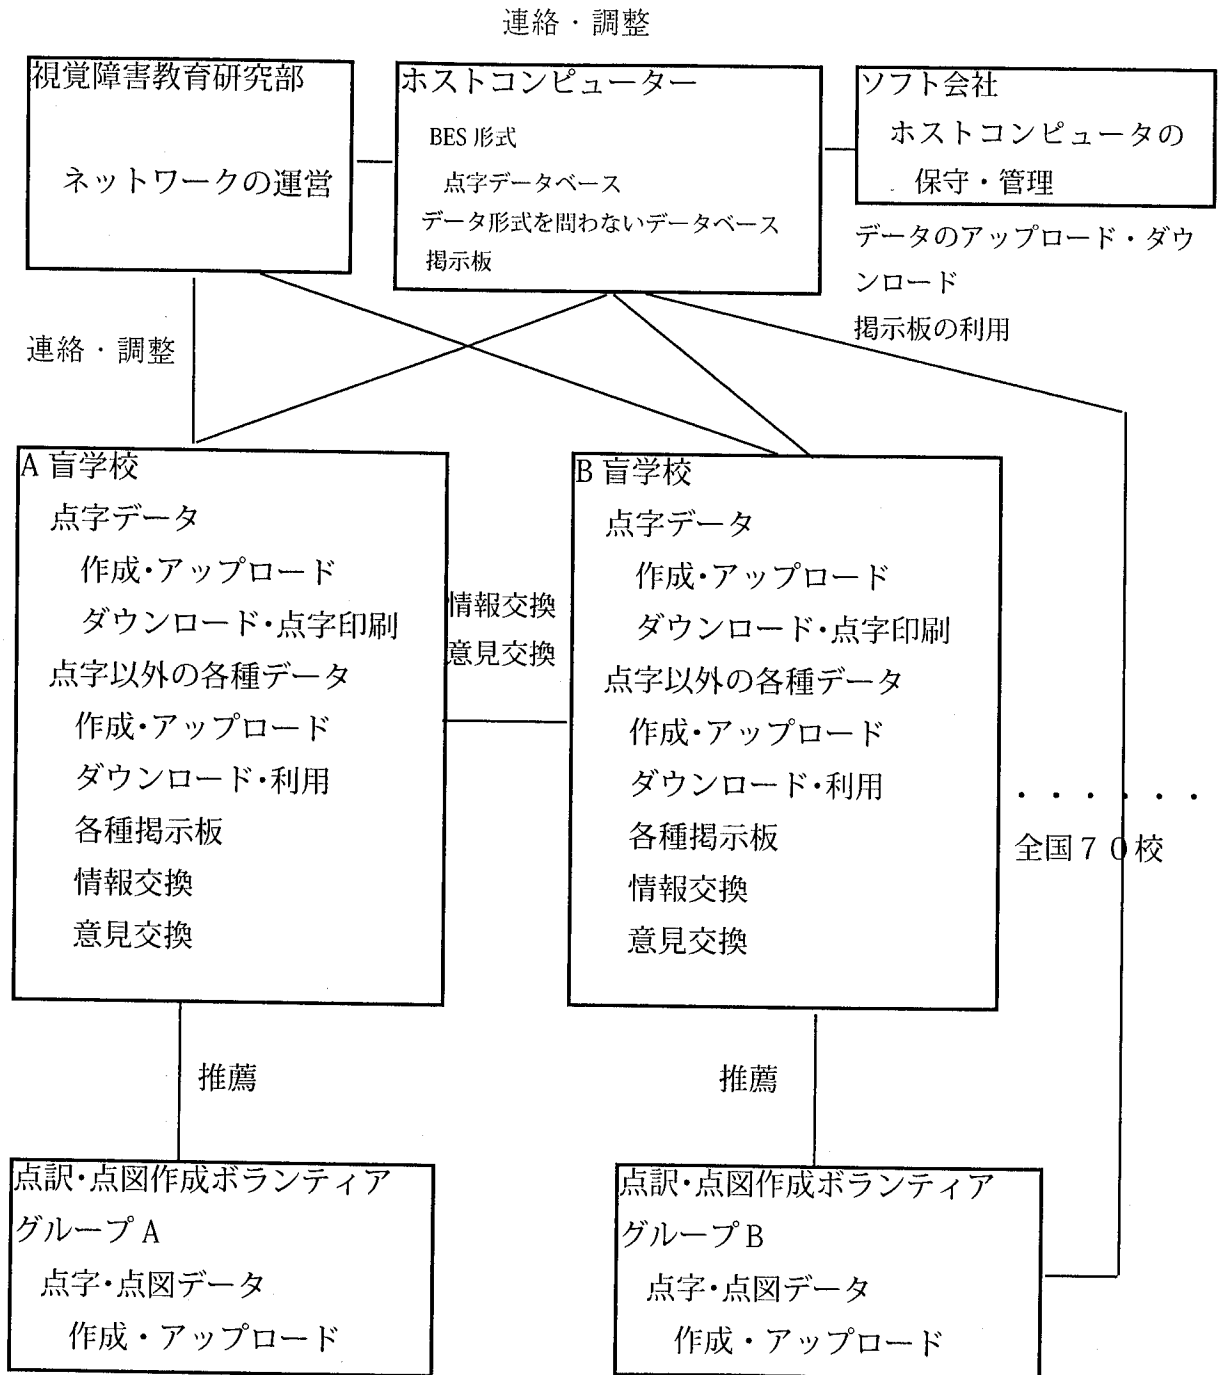 連絡・調整
視覚障害教育研究部
ネットワークの運営
ホストコンピューター
BES 形式
点字データベース
データ形式を問わないデータベース
掲示板
ソフト会社
ホストコンピュータの
保守・管理
データのアップロード・ダウ
ンロード
掲示板の利用
連絡・調整
A 盲学校
点字データ
作成・アップロード
ダウンロード・点字印刷
点字以外の各種データ
作成・アップロード
ダウンロード・利用
各種掲示板
情報交換
意見交換
情報交換
意見交換
B 盲学校
点字データ
作成・アップロード
ダウンロード・点字印刷
点字以外の各種データ
作成・アップロード
ダウンロード・利用
各種掲示板
情報交換
意見交換
・・・・・・
全国70校
推薦
推薦
点訳・点図作成ボランティア
グループ A
点字・点図データ
作成・アップロード
点訳・点図作成ボランティア
グループ B
点字・点図データ
作成・アップロード